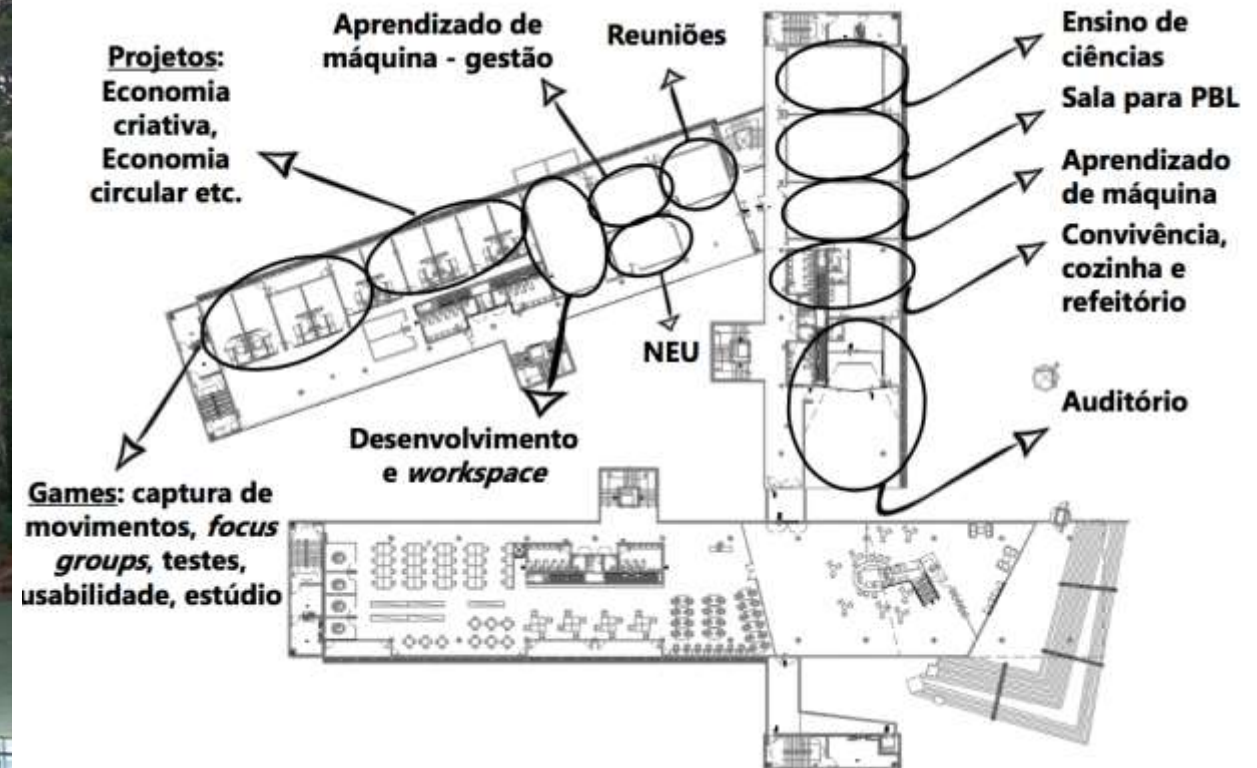 Projetos:
Economia
criativa,
Economia
circular etc.
Aprendizado de
máquina - gestão
Reuniões
Ensino de
ciências
Sala para PBL
Aprendizado
de máquina
Convivência,
cozinha e
refeitório
Auditório
NEU
Desenvolvimento
e workspace
Games: captura de
movimentos, focus
groups, testes,
usabilidade, estúdio